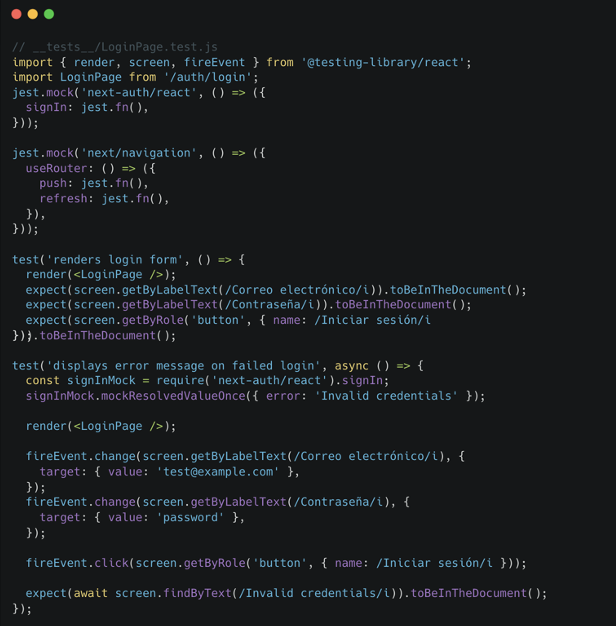 // __tests__/LoginPage.test.js
import { render, screen, fireEvent } from '@testing-library/react';
import LoginPage from '/auth/login';
jest.mock('next-auth/react', () => ({
  signIn: jest.fn(),
}));

jest.mock('next/navigation', () => ({
  useRouter: () => ({
    push: jest.fn(),
    refresh: jest.fn(),
  }),
}));

test('renders login form', () => {
  render(<LoginPage />);
  expect(screen.getByLabelText(/Correo electrónico/i)).toBeInTheDocument();
  expect(screen.getByLabelText(/Contraseña/i)).toBeInTheDocument();
  expect(screen.getByRole('button', { name: /Iniciar sesión/i
})).toBeInTheDocument();

test('displays error message on failed login', async () => {
  const signInMock = require('next-auth/react').signIn;
  signInMock.mockResolvedValueOnce({ error: 'Invalid credentials' });

  render(<LoginPage />);

  fireEvent.change(screen.getByLabelText(/Correo electrónico/i), {
    target: { value: 'test@example.com' },
  });
  fireEvent.change(screen.getByLabelText(/Contraseña/i), {
    target: { value: 'password' },
  });

  fireEvent.click(screen.getByRole('button', { name: /Iniciar sesión/i }));

  expect(await screen.findByText(/Invalid credentials/i)).toBeInTheDocument();
});